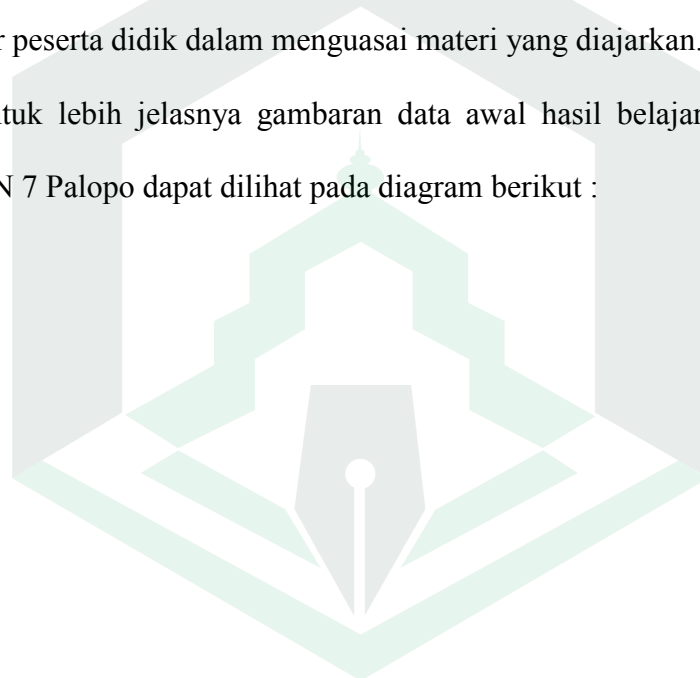 peserta didik dalam menguasai materi yang diajarkan.
lebih jelasnya gambaran data awal hasil belajar
7 Palopo dapat dilihat pada diagram berikut :